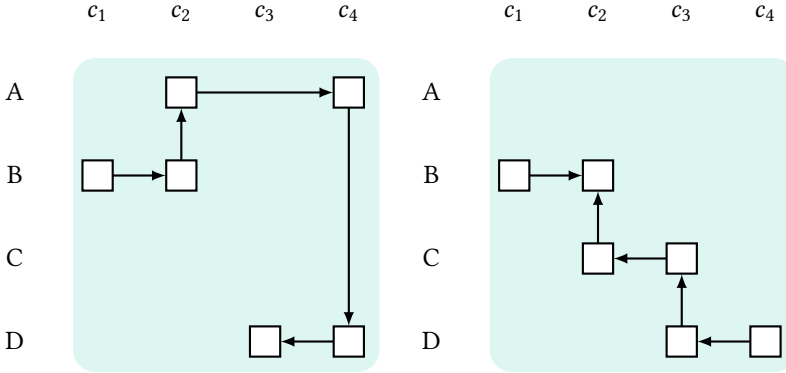 c₁ c₂ c₃ c₄ c₁ c₂ c₃ c₄
A A
B B
C C
D D